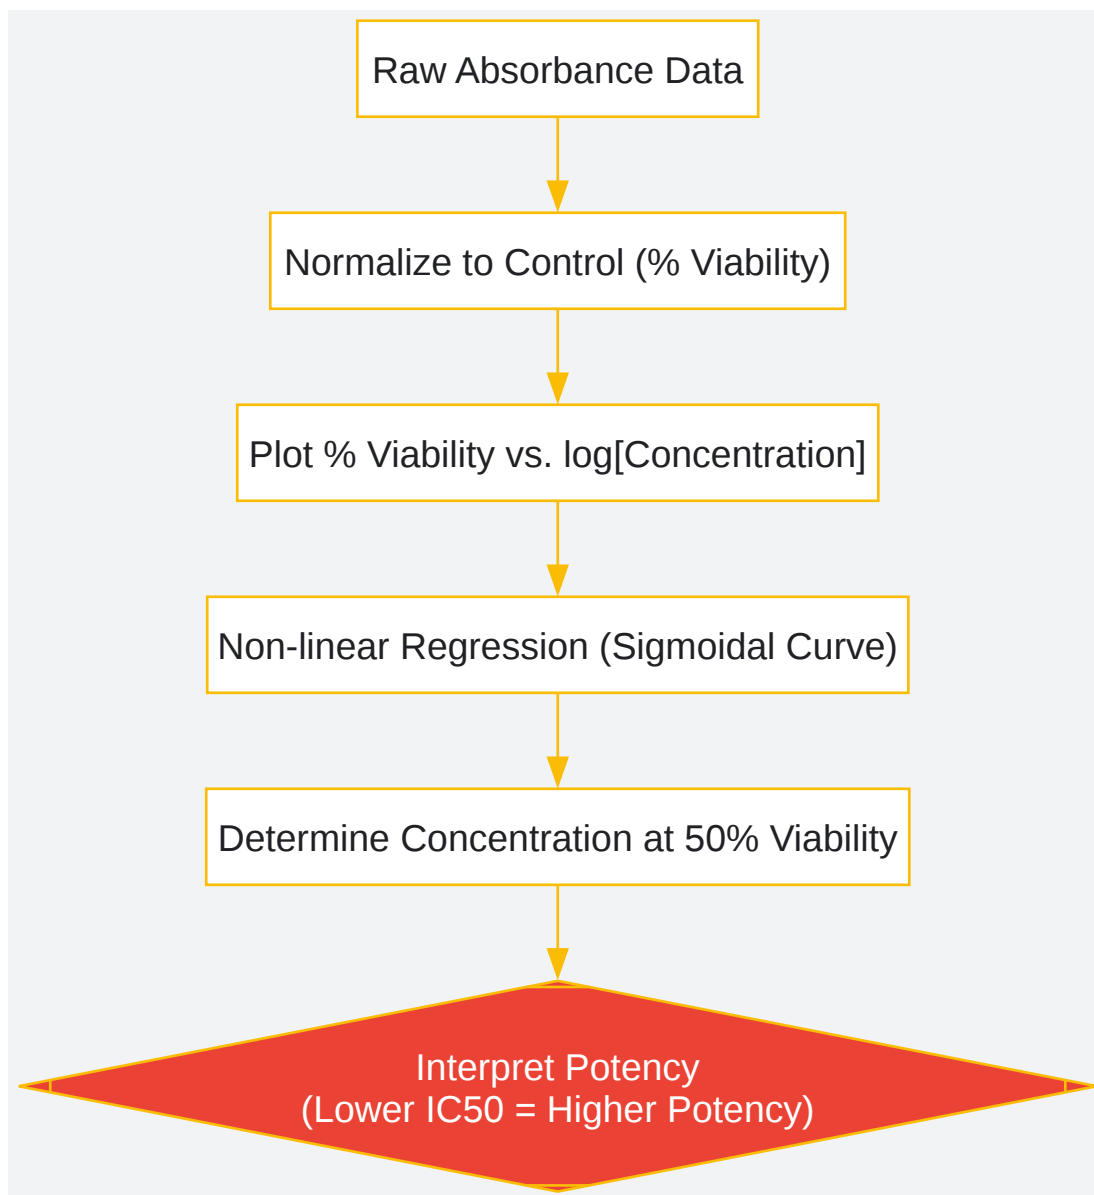 Raw Absorbance Data
Normalize to Control (% Viability)
Plot % Viability vs. log[Concentration]
Non-linear Regression (Sigmoidal Curve)
Determine Concentration at 50% Viability
Interpret Potency
(Lower IC50 = Higher Potency)